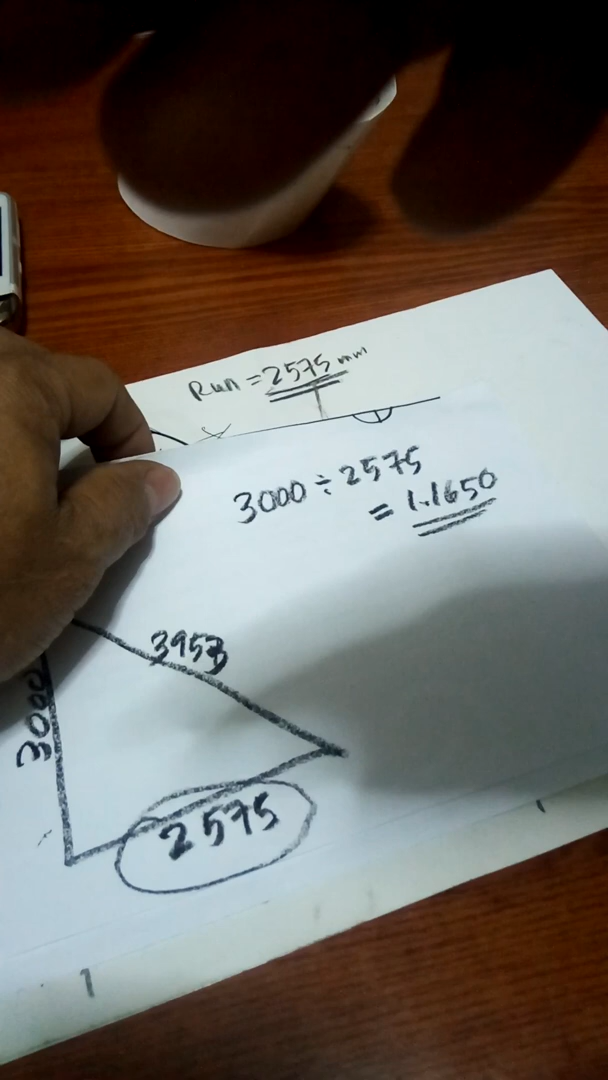 Run = 2575 mm
3000 ÷ 2575
= 1.1650
3953
3000
2575